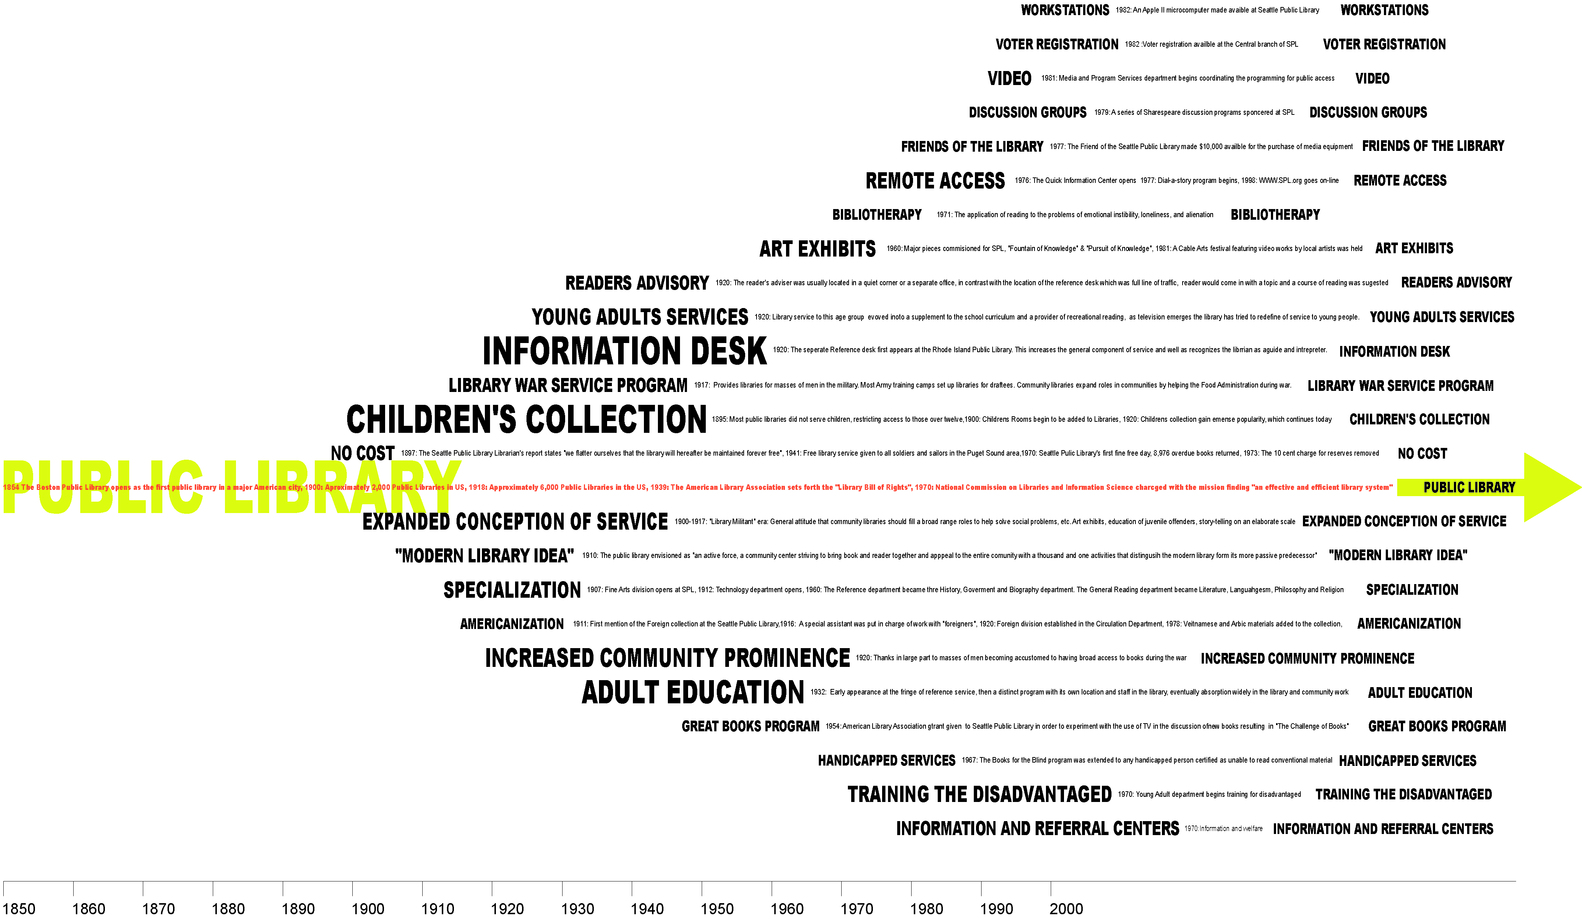 WORKSTATIONS 1982: An Apple II microcomputer made avaible at Seattle Public Library WORKSTATIONS
VOTER REGISTRATION 1982 :Voter registration availble at the Central branch of SPL VOTER REGISTRATION
VIDEO 1981: Media and Program Services department begins coordinating the programming for public access VIDEO
DISCUSSION GROUPS 1979: A series of Sharespeare discussion programs sponcered at SPL DISCUSSION GROUPS
FRIENDS OF THE LIBRARY 1977: The Friend of the Seattle Public Library made $10,000 availble for the purchase of media equipment FRIENDS OF THE LIBRARY
REMOTE ACCESS 1976: The Quick Information Center opens 1977: Dial-a-story program begins, 1998: WWW.SPL.org goes on-line REMOTE ACCESS
BIBLIOTHERAPY 1971: The application of reading to the problems of emotional instibility, loneliness, and alienation BIBLIOTHERAPY
ART EXHIBITS 1960: Major pieces commisioned for SPL, "Fountain of Knowledge" & "Pursuit of Knowledge", 1981: A Cable Arts festival featuring video works by local artists was held ART EXHIBITS
READERS ADVISORY 1920: The reader's adviser was usually located in a quiet corner or a separate office, in contrast with the location of the reference desk which was full line of traffic, reader would come in with a topic and a course of reading was sugested READERS ADVISORY
YOUNG ADULTS SERVICES 1920: Library service to this age group evoved inoto a supplement to the school curriculum and a provider of recreational reading, as television emerges the library has tried to redefine of service to young people. YOUNG ADULTS SERVICES
INFORMATION DESK 1920: The seperate Reference desk first appears at the Rhode Island Public Library. This increases the general component of service and well as recognizes the librrian as aguide and intrepreter. INFORMATION DESK
LIBRARY WAR SERVICE PROGRAM 1917: Provides libraries for masses of men in the military. Most Army training camps set up libraries for draftees. Community libraries expand roles in communities by helping the Food Administration during war. LIBRARY WAR SERVICE PROGRAM
CHILDREN'S COLLECTION 1895: Most public libraries did not serve children, restricting access to those over twelve,1900: Childrens Rooms begin to be added to Libraries, 1920: Childrens collection gain emense popularity, which continues today CHILDREN'S COLLECTION
NO COST 1897: The Seattle Public Library Librarian's report states "we flatter ourselves that the library will hereafter be maintained forever free", 1941: Free library service given to all soldiers and sailors in the Puget Sound area,1970: Seattle Pulic Library's first fine free day, 8,976 overdue books returned, 1973: The 10 cent charge for reserves removed NO COST
PUBLIC LIBRARY
1854 The Boston Public Library opens as the first public library in a major American city, 1900: Aproximately 2,000 Public Libraries in US, 1918: Approximately 6,000 Public Libraries in the US, 1939: The American Library Association sets forth the "Library Bill of Rights", 1970: National Commission on Libraries and Information Science charcged with the mission finding "an effective and efficient library system" PUBLIC LIBRARY
EXPANDED CONCEPTION OF SERVICE 1900-1917: "Library Militant" era: General attitude that community libraries should fill a broad range roles to help solve social problems, etc. Art exhibits, education of juvenile offenders, story-telling on an elaborate scale EXPANDED CONCEPTION OF SERVICE
"MODERN LIBRARY IDEA" 1910: The public library envisioned as "an active force, a community center striving to bring book and reader together and apppeal to the entire comunity with a thousand and one activities that distingusih the modern library form its more passive predecessor" "MODERN LIBRARY IDEA"
SPECIALIZATION 1907: Fine Arts division opens at SPL, 1912: Technology department opens, 1960: The Reference department became thre History, Goverment and Biography department. The General Reading department became Literature, Languahgesm, Philosophy and Religion SPECIALIZATION
AMERICANIZATION 1911: First mention of the Foreign collection at the Seattle Public Library,1916: A special assistant was put in charge of work with "foreigners", 1920: Foreign division established in the Circulation Department, 1978: Veitnamese and Arbic materials added to the collection, AMERICANIZATION
INCREASED COMMUNITY PROMINENCE 1920: Thanks in large part to masses of men becoming accustomed to having broad access to books during the war INCREASED COMMUNITY PROMINENCE
ADULT EDUCATION 1932: Early appearance at the fringe of reference service, then a distinct program with its own location and staff in the library, eventually absorption widely in the library and community work ADULT EDUCATION
GREAT BOOKS PROGRAM 1954: American Library Association gtrant given to Seattle Public Library in order to experiment with the use of TV in the discussion ofnew books resulting in "The Challenge of Books" GREAT BOOKS PROGRAM
HANDICAPPED SERVICES 1967: The Books for the Blind program was extended to any handicapped person certified as unable to read conventional material HANDICAPPED SERVICES
TRAINING THE DISADVANTAGED 1970: Young Adult department begins training for disadvantaged TRAINING THE DISADVANTAGED
INFORMATION AND REFERRAL CENTERS 1970: Information and welfare INFORMATION AND REFERRAL CENTERS
1850 1860 1870 1880 1890 1900 1910 1920 1930 1940 1950 1960 1970 1980 1990 2000